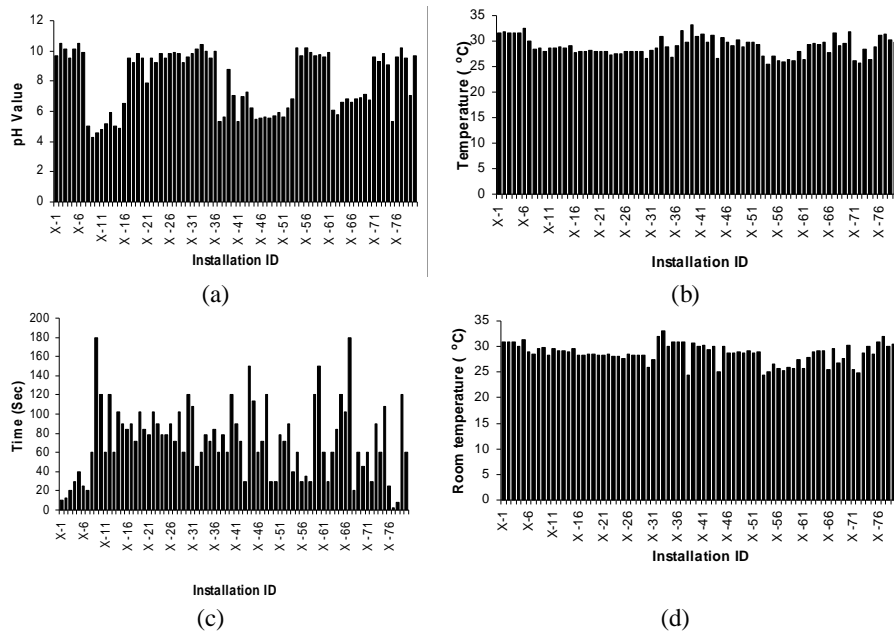 pH Value
12
10
8
6
4
2
0
X -1
X -6
X -11
X -16
X -21
X -26
X -31
X -36
X -41
X -46
X -51
X -56
X -61
X -66
X -71
X -76
Installation ID
(a)
Temperature ( °C)
35
30
25
20
15
10
5
0
X-1
X-6
X-11
X -16
X -21
X -26
X -31
X -36
X -41
X -46
X -51
X -56
X -61
X -66
X -71
X -76
Installation ID
(b)
Time (Sec)
200
180
160
140
120
100
80
60
40
20
0
X-1
X-6
X-11
X -16
X -21
X -26
X -31
X -36
X -41
X -46
X -51
X -56
X -61
X -66
X -71
X -76
Installation ID
(c)
Room temperature ( °C)
35
30
25
20
15
10
5
0
X-1
X-6
X-11
X -16
X -21
X -26
X -31
X -36
X -41
X -46
X -51
X -56
X -61
X -66
X -71
X -76
Installation ID
(d)